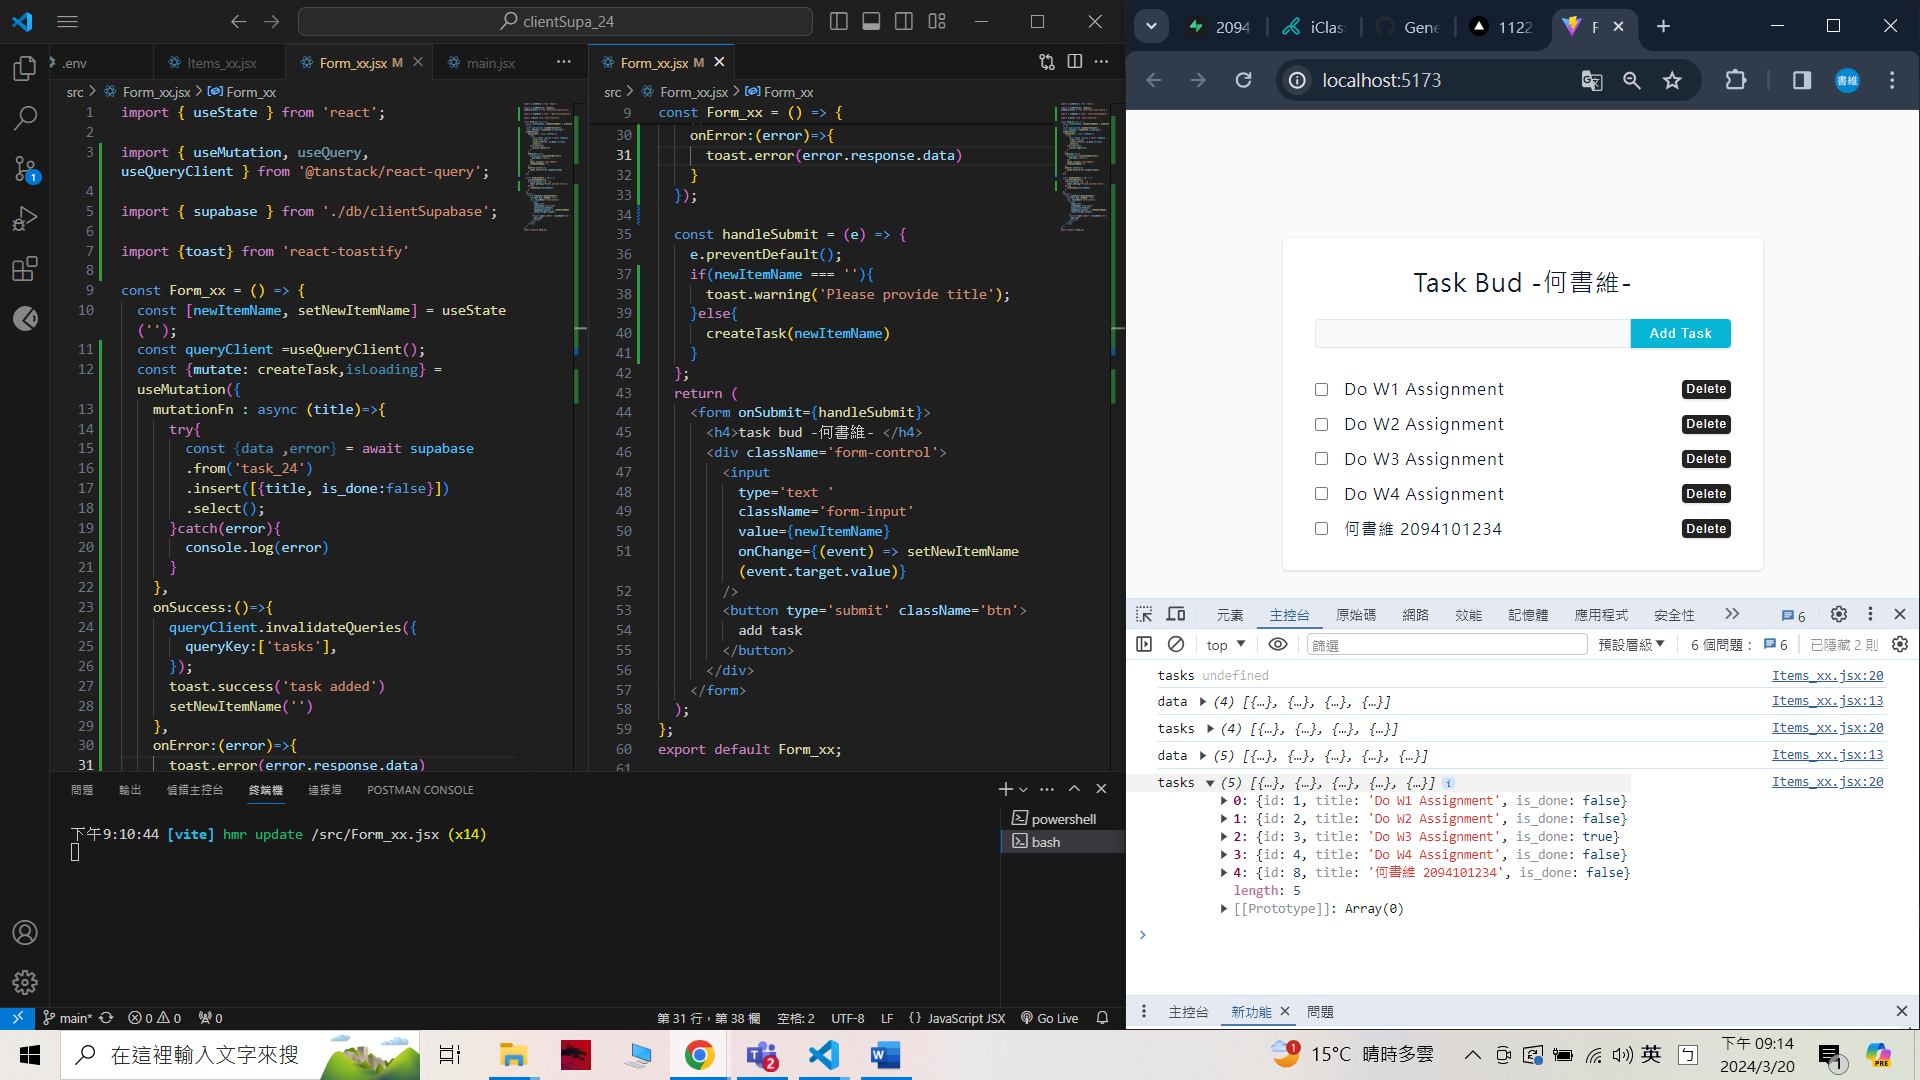 clientSupa_24
.env
Items_xx.jsx
Form_xx.jsx M
main.jsx
Form_xx.jsx M
src > Form_xx.jsx > Form_xx
1 import { useState } from 'react';
2
3 import { useMutation, useQuery,
useQueryClient } from '@tanstack/react-query';
4
5 import { supabase } from './db/clientSupabase';
6
7 import {toast} from 'react-toastify'
8
9 const Form_xx = () => {
10 const [newItemName, setNewItemName] = useState
('');
11 const queryClient =useQueryClient();
12 const {mutate: createTask,isLoading} =
useMutation({
13 mutationFn : async (title)=>{
14 try{
15 const {data ,error} = await supabase
16 .from('task_24')
17 .insert([{title, is_done:false}])
18 .select();
19 }catch(error){
20 console.log(error)
21 }
22 },
23 onSuccess:()=>{
24 queryClient.invalidateQueries({
25 queryKey:['tasks'],
26 });
27 toast.success('task added')
28 setNewItemName('')
29 },
30 onError:(error)=>{
31 toast.error(error.response.data)
src > Form_xx.jsx > Form_xx
9 const Form_xx = () => {
30 onError:(error)=>{
31 toast.error(error.response.data)
32 }
33 });
34
35 const handleSubmit = (e) => {
36 e.preventDefault();
37 if(newItemName === ''){
38 toast.warning('Please provide title');
39 }else{
40 createTask(newItemName)
41 }
42 };
43 return (
44 <form onSubmit={handleSubmit}>
45 <h4>task bud -何書維- </h4>
46 <div className='form-control'>
47 <input
48 type='text '
49 className='form-input'
50 value={newItemName}
51 onChange={(event) => setNewItemName
(event.target.value)}
52 />
53 <button type='submit' className='btn'>
54 add task
55 </button>
56 </div>
57 </form>
58 );
59 };
60 export default Form_xx;
61
問題 輸出 偵錯主控台 終端機 連接埠 POSTMAN CONSOLE
下午9:10:44 [vite] hmr update /src/Form_xx.jsx (x14)
powershell
bash
main* 0 0 0
第 31 行，第 38 欄 空格: 2 UTF-8 LF {} JavaScript JSX Go Live
2094
iClas
Gene
1122
localhost:5173
書維
Task Bud -何書維-
Add Task
Do W1 Assignment Delete
Do W2 Assignment Delete
Do W3 Assignment Delete
Do W4 Assignment Delete
何書維 2094101234 Delete
元素 主控台 原始碼 網路 效能 記憶體 應用程式 安全性 6
top 篩選 預設層級 6 個問題： 6 已隱藏 2 則
tasks undefined Items_xx.jsx:20
data (4) [{…}, {…}, {…}, {…}] Items_xx.jsx:13
tasks (4) [{…}, {…}, {…}, {…}] Items_xx.jsx:20
data (5) [{…}, {…}, {…}, {…}, {…}] Items_xx.jsx:13
tasks (5) [{…}, {…}, {…}, {…}, {…}] i Items_xx.jsx:20
0: {id: 1, title: 'Do W1 Assignment', is_done: false}
1: {id: 2, title: 'Do W2 Assignment', is_done: false}
2: {id: 3, title: 'Do W3 Assignment', is_done: true}
3: {id: 4, title: 'Do W4 Assignment', is_done: false}
4: {id: 8, title: '何書維 2094101234', is_done: false}
length: 5
[[Prototype]]: Array(0)
主控台 新功能 問題
在這裡輸入文字來搜
2
1
15°C 晴時多雲
英
ㄅ
下午 09:14
2024/3/20
1
PRE